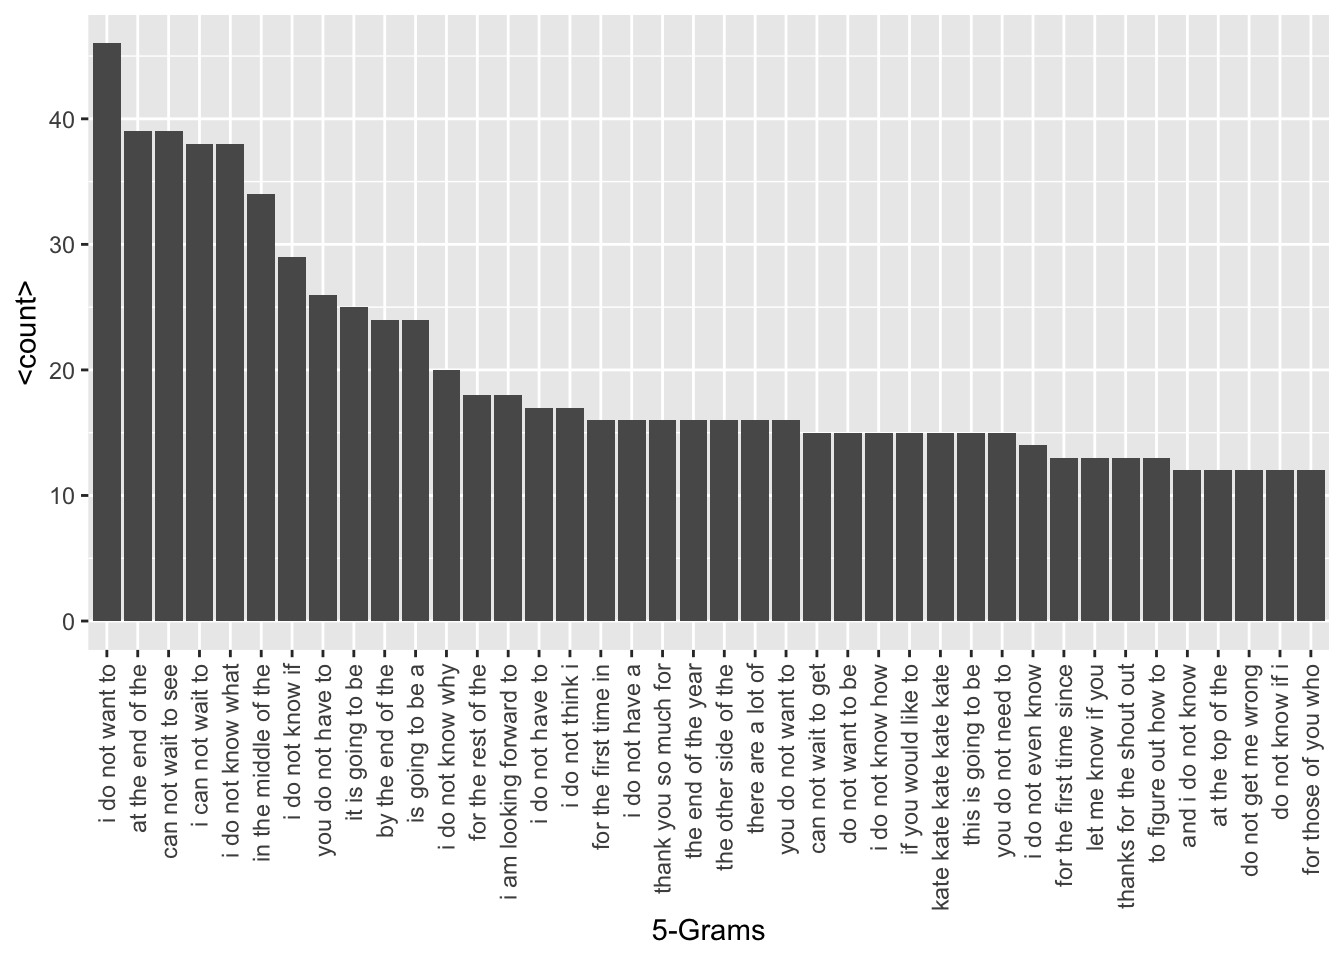 <count>
40
30
20
10
0
i do not want to
at the end of the
can not wait to see
i can not wait to
i do not know what
in the middle of the
i do not know if
you do not have to
it is going to be
by the end of the
is going to be a
i do not know why
for the rest of the
i am looking forward to
i do not have to
i do not think i
for the first time in
i do not have a
thank you so much for
the end of the year
the other side of the
there are a lot of
you do not want to
can not wait to get
do not want to be
i do not know how
if you would like to
kate kate kate kate kate
this is going to be
you do not need to
i do not even know
for the first time since
let me know if you
thanks for the shout out
to figure out how to
and i do not know
at the top of the
do not get me wrong
do not know if i
for those of you who
5-Grams